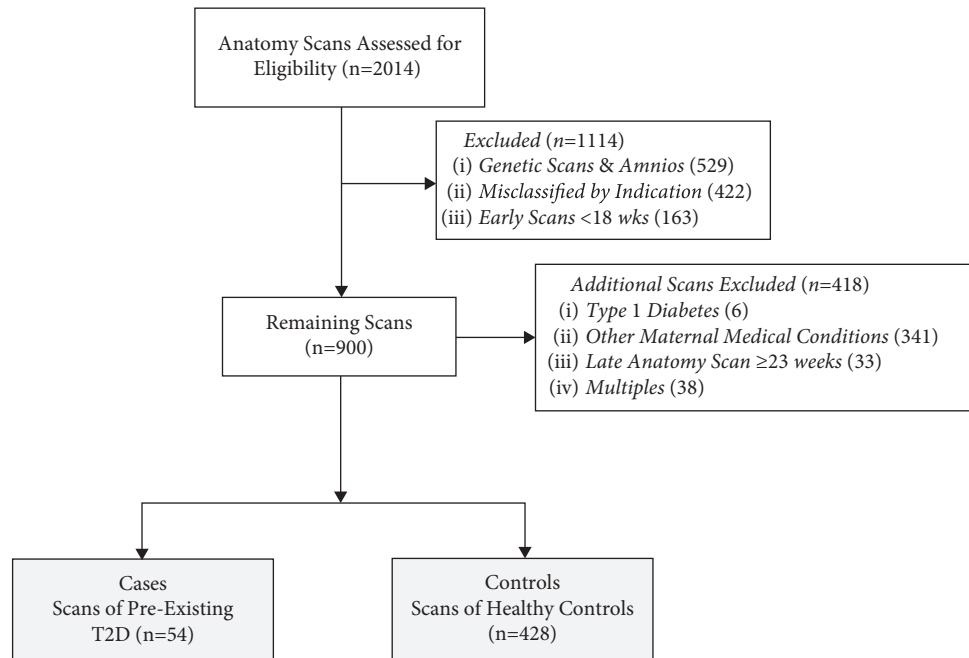 Anatomy Scans Assessed for
Eligibility (n=2014)
Excluded (n=1114)
(i) Genetic Scans & Amnios (529)
(ii) Misclassified by Indication (422)
(iii) Early Scans <18 wks (163)
Additional Scans Excluded (n=418)
(i) Type 1 Diabetes (6)
(ii) Other Maternal Medical Conditions (341)
(iii) Late Anatomy Scan ≥23 weeks (33)
(iv) Multiples (38)
Remaining Scans
(n=900)
Cases
Scans of Pre-Existing
T2D (n=54)
Controls
Scans of Healthy Controls
(n=428)